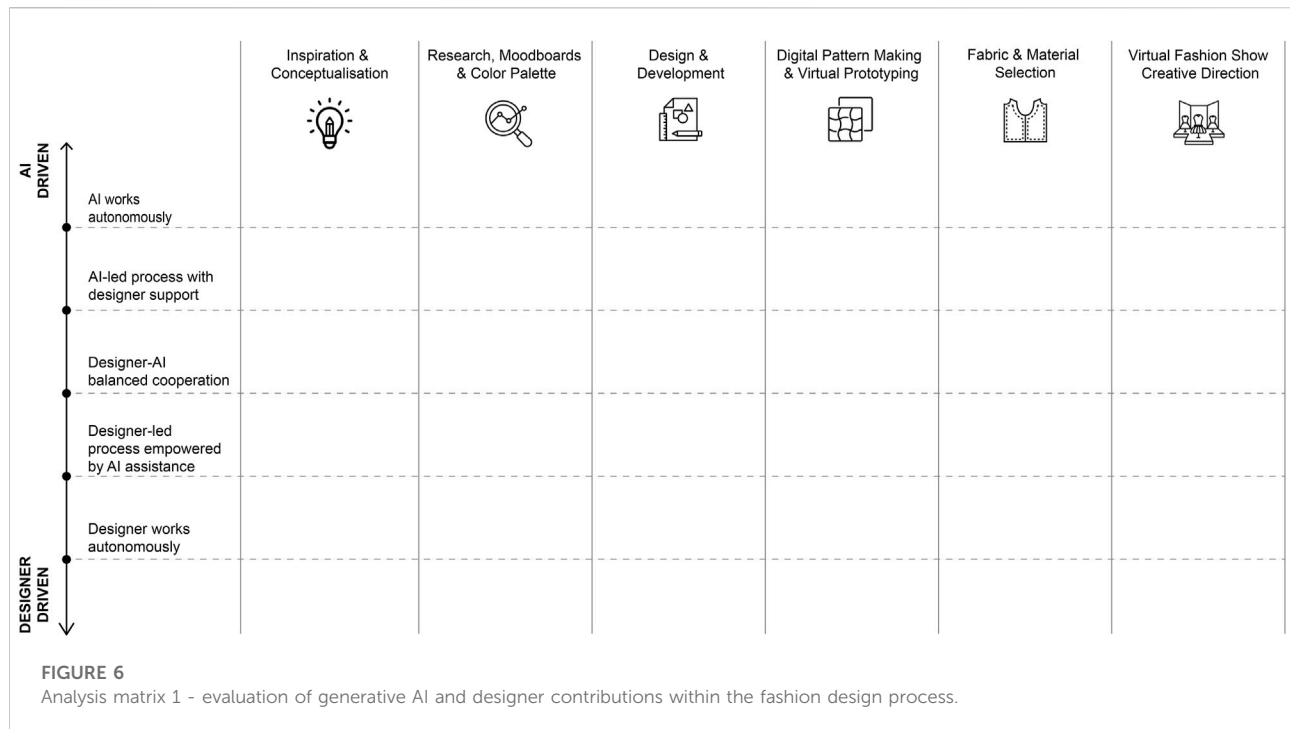 Inspiration &
Conceptualisation
Research, Moodboards
& Color Palette
Design &
Development
Digital Pattern Making
& Virtual Prototyping
Fabric & Material
Selection
Virtual Fashion Show
Creative Direction
AI
DRIVEN
AI works
autonomously
AI-led process with
designer support
Designer-AI
balanced cooperation
Designer-led
process empowered
by AI assistance
Designer works
autonomously
DESIGNER
DRIVEN
FIGURE 6
Analysis matrix 1 - evaluation of generative AI and designer contributions within the fashion design process.